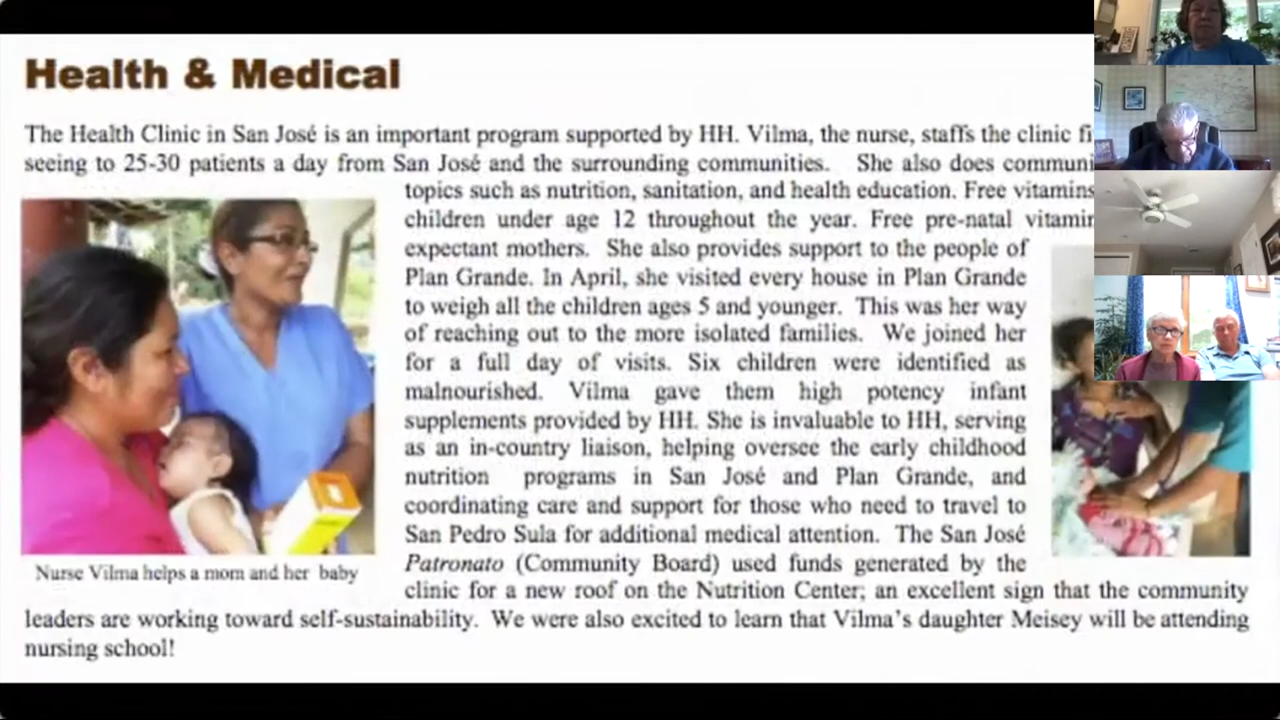 Health & Medical
The Health Clinic in San José is an important program supported by HH. Vilma, the nurse, staffs the clinic
seeing to 25-30 patients a day from San José and the surrounding communities. She also does
topics such as nutrition, sanitation, and health education. Free vitamins
children under age 12 throughout the year. Free pre-natal
expectant mothers. She also provides support to the people of
Plan Grande. In April, she visited every house in Plan Grande
to weigh all the children ages 5 and younger. This was her way
of reaching out to the more isolated families. We joined her
for a full day of visits. Six children were identified as
malnourished. Vilma gave them high potency infant
supplements provided by HH. She is invaluable to HH, serving
as an in-country liaison, helping oversee the early childhood
nutrition programs in San José and Plan Grande, and
coordinating care and support for those who need to travel to
San Pedro Sula for additional medical attention. The San José
Patronato (Community Board) used funds generated by the
clinic for a new roof on the Nutrition Center; an excellent sign that the community
leaders are working toward self-sustainability. We were also excited to learn that Vilma's daughter Meisey will be attending
nursing school!
Nurse Vilma helps a mom and her baby